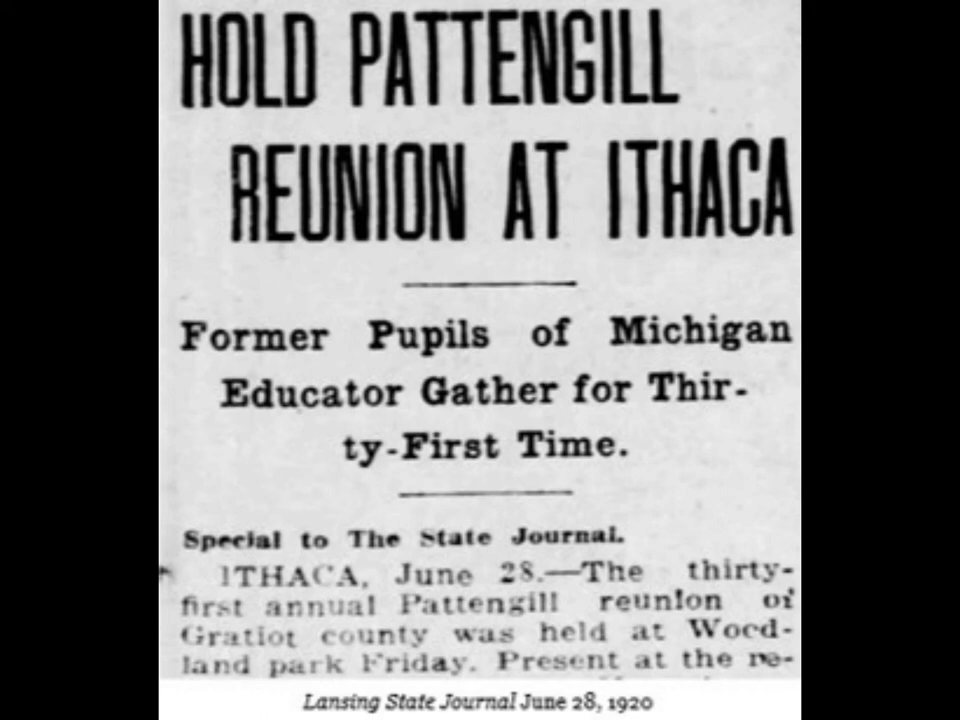 HOLD PATTENGILL
REUNION AT ITHACA
Former Pupils of Michigan
Educator Gather for Thir-
ty-First Time.
Special to The State Journal.
ITHACA, June 28.—The thirty-
first annual Pattengill reunion of
Gratiot county was held at Wood-
land park Friday. Present at the re-
Lansing State Journal June 28, 1920